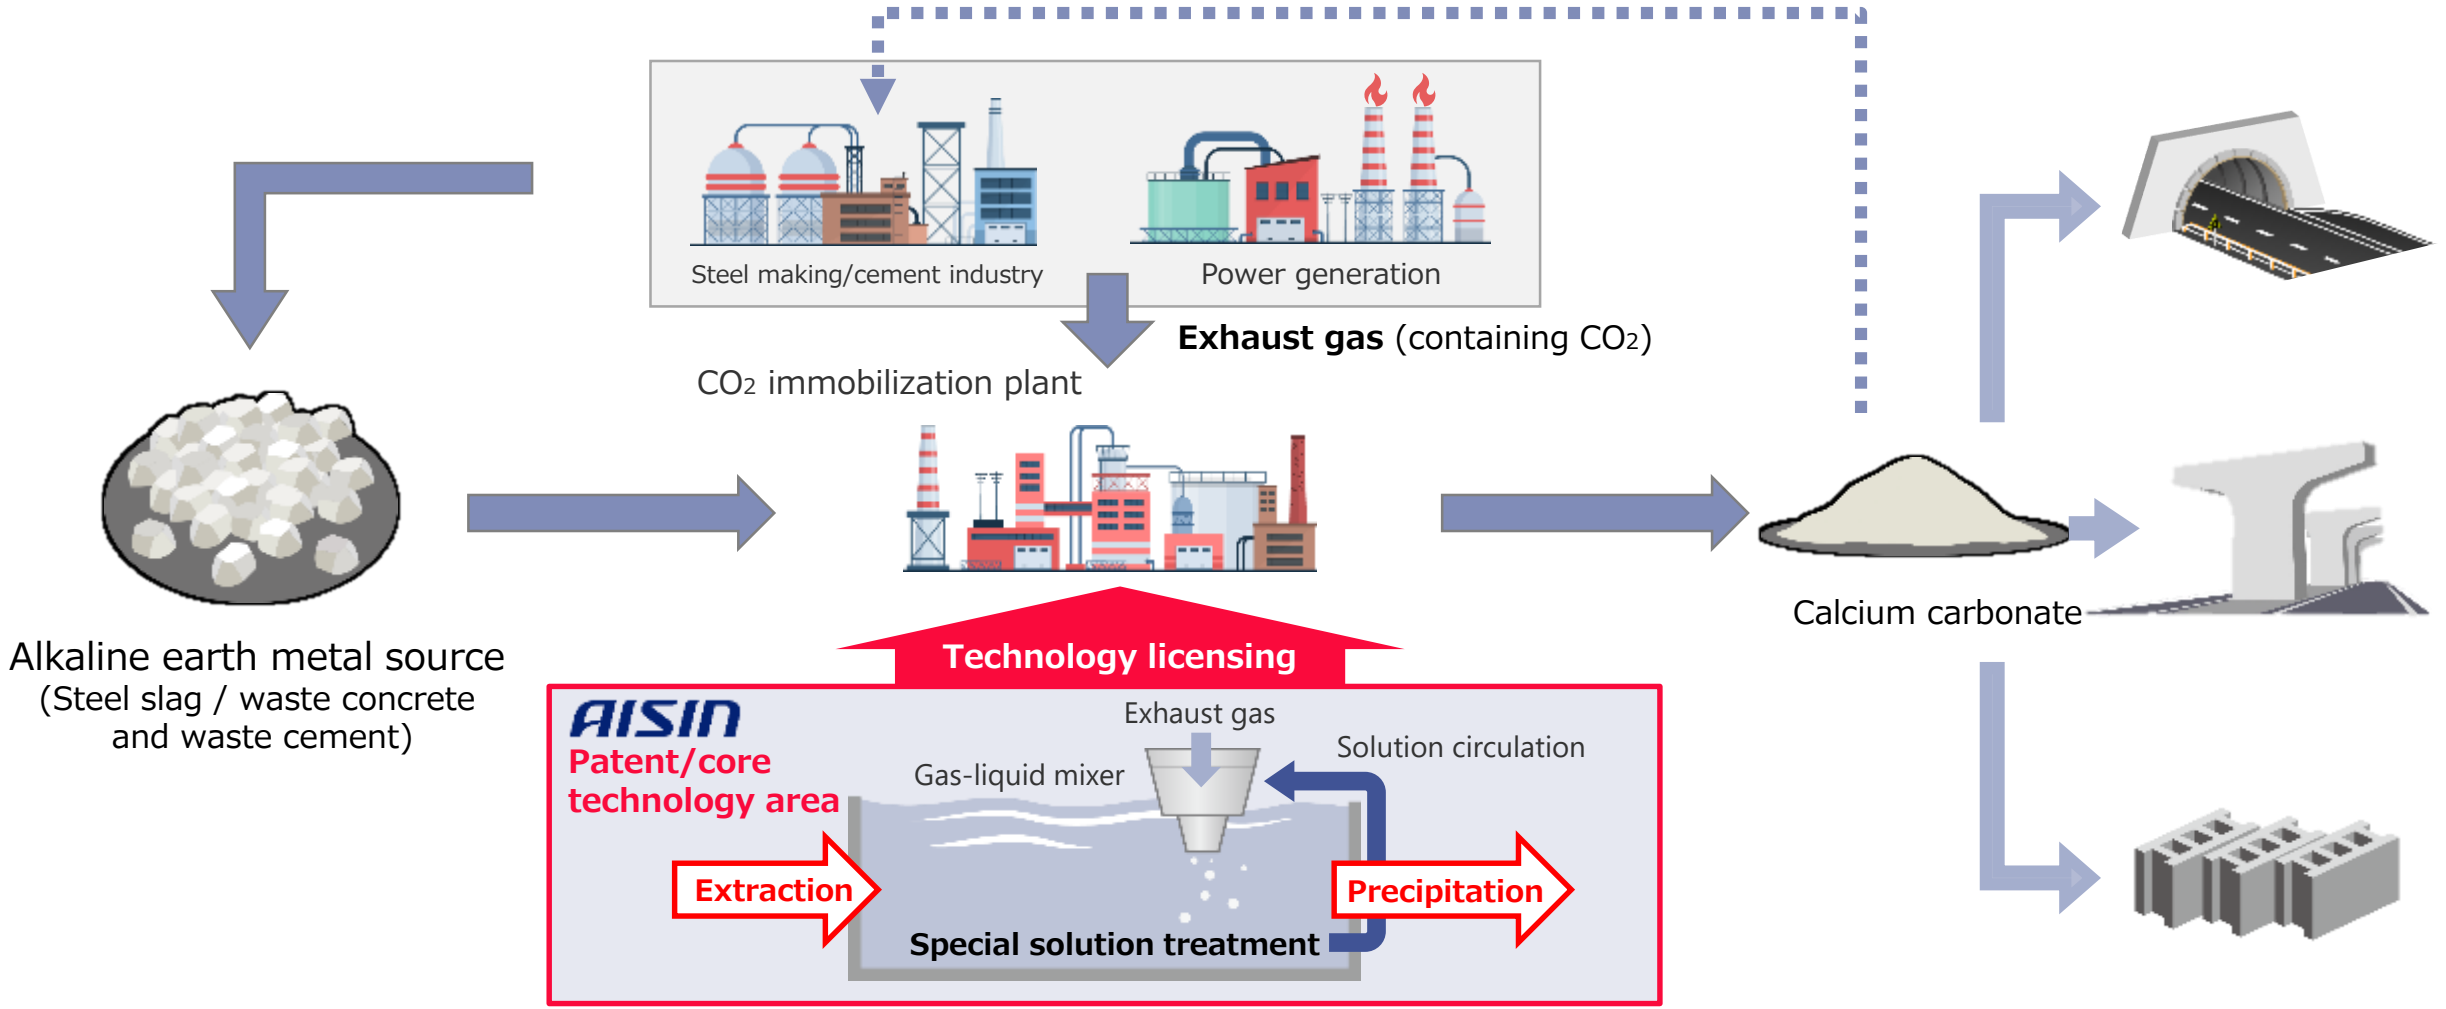 Steel making/cement industry
Power generation
Exhaust gas (containing CO2)
CO2 immobilization plant
Alkaline earth metal source
(Steel slag / waste concrete
and waste cement)
Calcium carbonate
Technology licensing
AISIN
Patent/core
technology area
Exhaust gas
Solution circulation
Gas-liquid mixer
Extraction
Precipitation
Special solution treatment